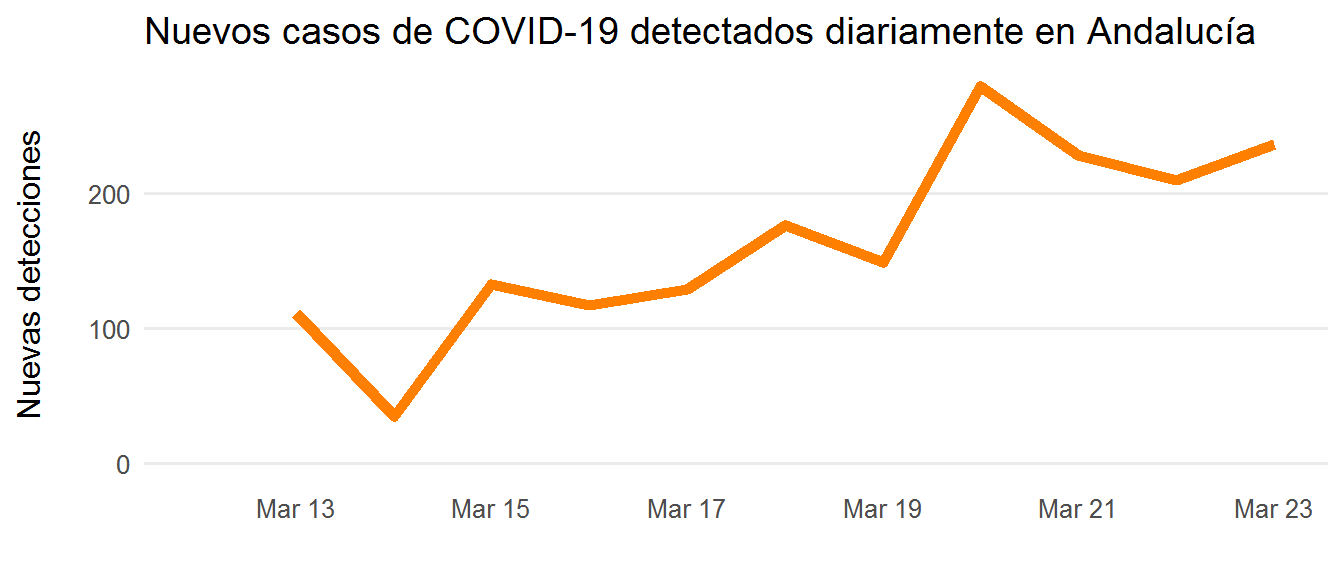 Nuevos casos de COVID-19 detectados diariamente en Andalucía
Nuevas detecciones
200
100
0
Mar 13 Mar 15 Mar 17 Mar 19 Mar 21 Mar 23